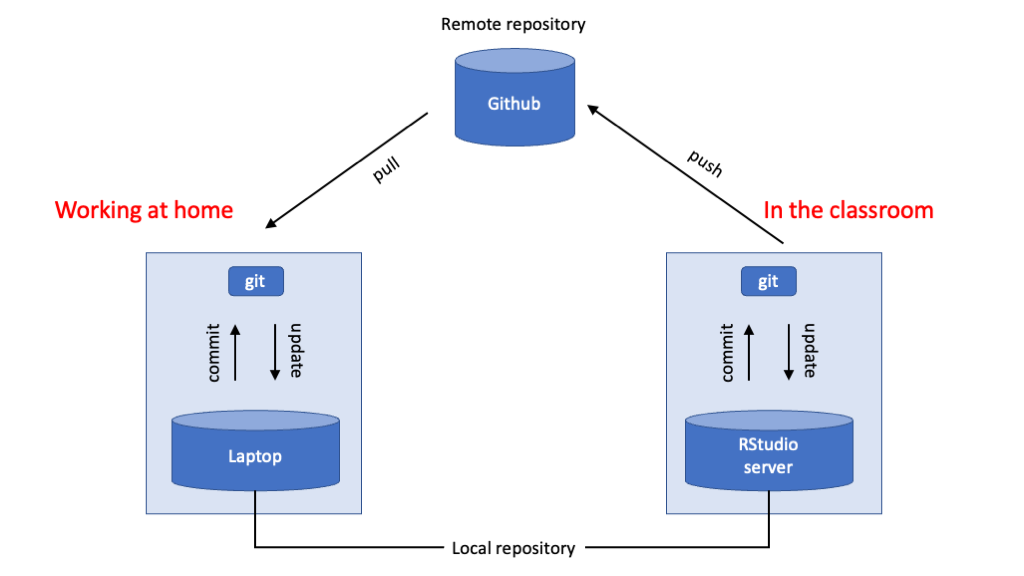 Remote repository
Github
pull
push
Working at home
In the classroom
git
git
commit
update
commit
update
Laptop
RStudio
server
Local repository